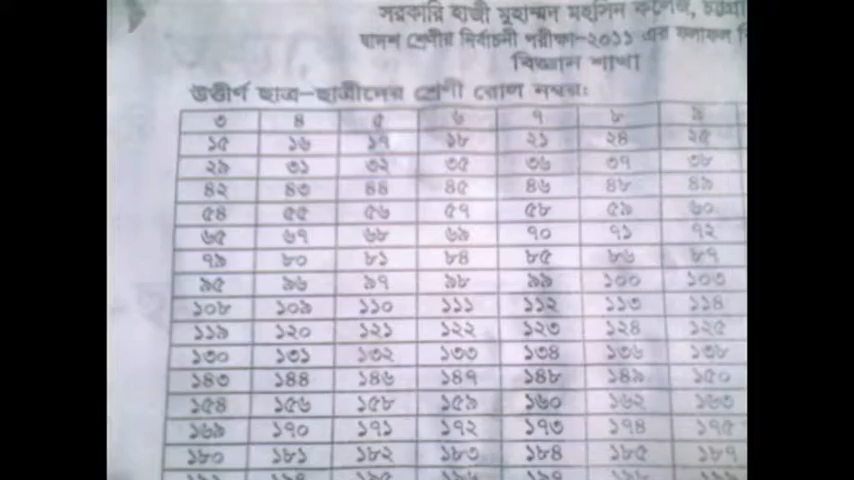 সরকারি হাজী মুহাম্মদ মহসিন কলেজ,
দ্বাদশ শ্রেণীর নির্বাচনী পরীক্ষা-২০১১ এর ফলাফল
বিজ্ঞান শাখা
উত্তীর্ণ ছাত্র-ছাত্রীদের শ্রেণী রোল নম্বরঃ
৩ ৪ ৫ ৬ ৭ ৮ ৯
১৫ ১৬ ১৭ ১৮ ২১ ২৪ ২৫
২৯ ৩১ ৩২ ৩৫ ৩৬ ৩৭ ৩৮
৪২ ৪৩ ৪৪ ৪৫ ৪৬ ৪৮ ৪৯
৫৪ ৫৫ ৫৬ ৫৭ ৫৮ ৫৯ ৬০
৬৫ ৬৭ ৬৮ ৬৯ ৭০ ৭১ ৭২
৭৯ ৮০ ৮১ ৮৪ ৮৫ ৮৬ ৮৭
৯৫ ৯৬ ৯৭ ৯৮ ৯৯ ১০০ ১০৩
১০৮ ১০৯ ১১০ ১১১ ১১২ ১১৩ ১১৪
১১৯ ১২০ ১২১ ১২২ ১২৩ ১২৪ ১২৫
১৩০ ১৩১ ১৩২ ১৩৩ ১৩৪ ১৩৬ ১৩৮
১৪৩ ১৪৪ ১৪৬ ১৪৭ ১৪৮ ১৪৯ ১৫০
১৫৪ ১৫৬ ১৫৮ ১৫৯ ১৬০ ১৬২ ১৬৩
১৬৯ ১৭০ ১৭১ ১৭২ ১৭৩ ১৭৪ ১৭৫
১৮০ ১৮১ ১৮২ ১৮৩ ১৮৪ ১৮৫ ১৮৭